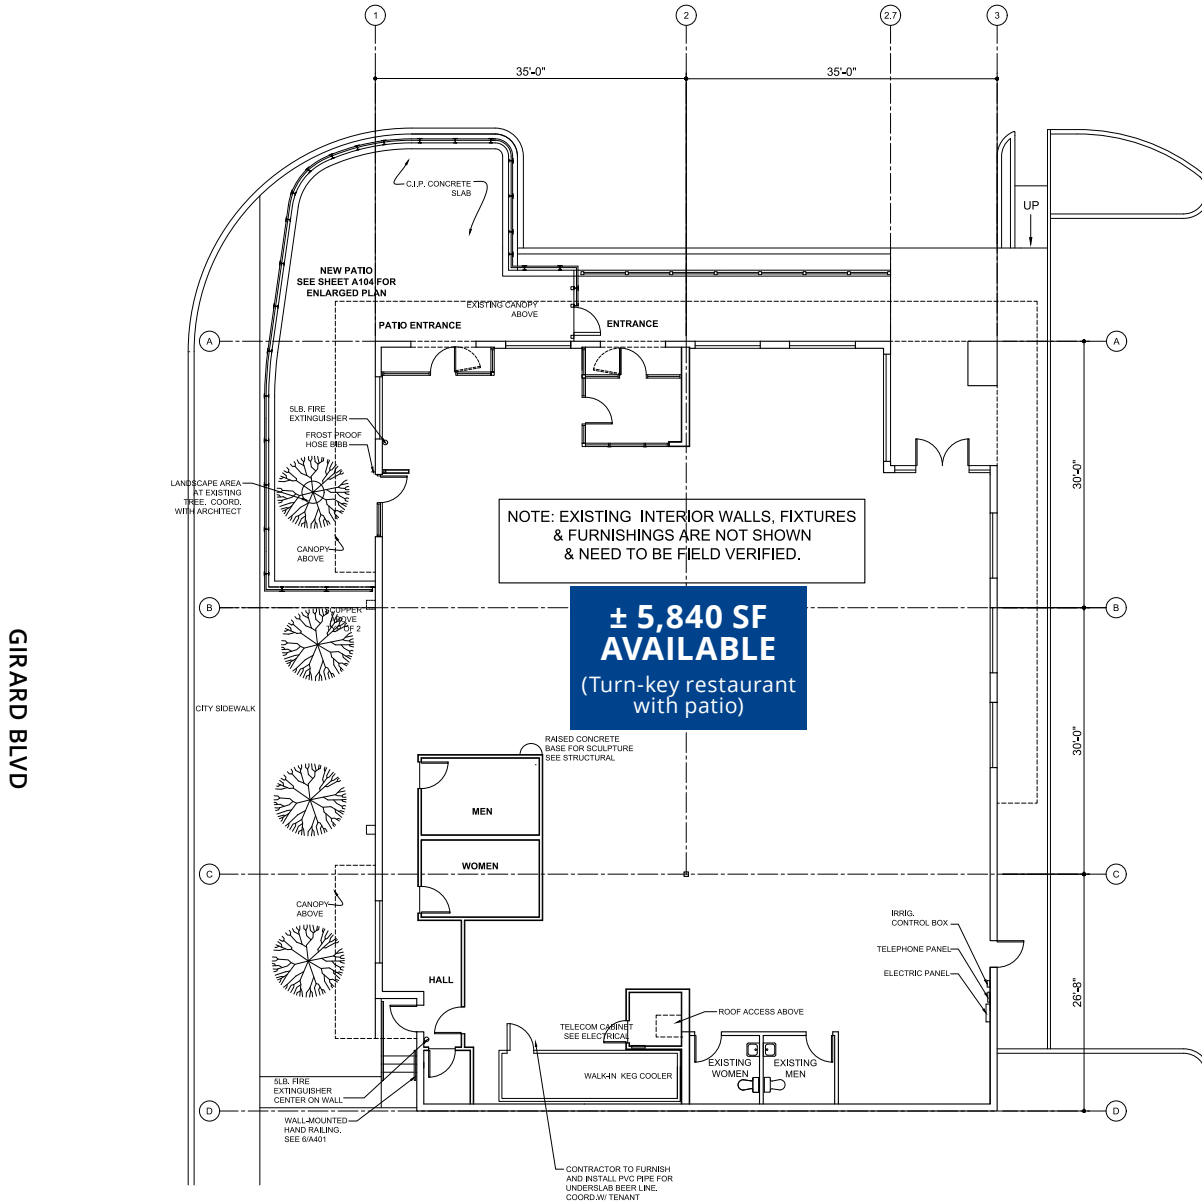 1
2
2.7
3
35'-0"
35'-0"
C.I.P. CONCRETE
SLAB
UP
NEW PATIO
SEE SHEET A104 FOR
ENLARGED PLAN
EXISTING CANOPY
ABOVE
PATIO ENTRANCE
ENTRANCE
A
A
5LB. FIRE
EXTINGUISHER
FROST PROOF
HOSE BIBB
LANDSCAPE AREA
AT EXISTING
TREE. COORD.
WITH ARCHITECT
30'-0"
NOTE: EXISTING INTERIOR WALLS, FIXTURES
& FURNISHINGS ARE NOT SHOWN
& NEED TO BE FIELD VERIFIED.
CANOPY
ABOVE
B
B
SCUPPER
ABOVE
TYP OF 2
± 5,840 SF
AVAILABLE
(Turn-key restaurant
with patio)
GIRARD BLVD
CITY SIDEWALK
RAISED CONCRETE
BASE FOR SCULPTURE
SEE STRUCTURAL
30'-0"
MEN
WOMEN
C
C
CANOPY
ABOVE
IRRIG.
CONTROL BOX
TELEPHONE PANEL
ELECTRIC PANEL
HALL
26'-8"
ROOF ACCESS ABOVE
TELECOM CABINET
SEE ELECTRICAL
EXISTING
WOMEN
EXISTING
MEN
WALK-IN KEG COOLER
5LB. FIRE
EXTINGUISHER
CENTER ON WALL
D
D
WALL-MOUNTED
HAND RAILING.
SEE 6/A401
CONTRACTOR TO FURNISH
AND INSTALL PVC PIPE FOR
UNDERSLAB BEER LINE.
COORD.W/ TENANT